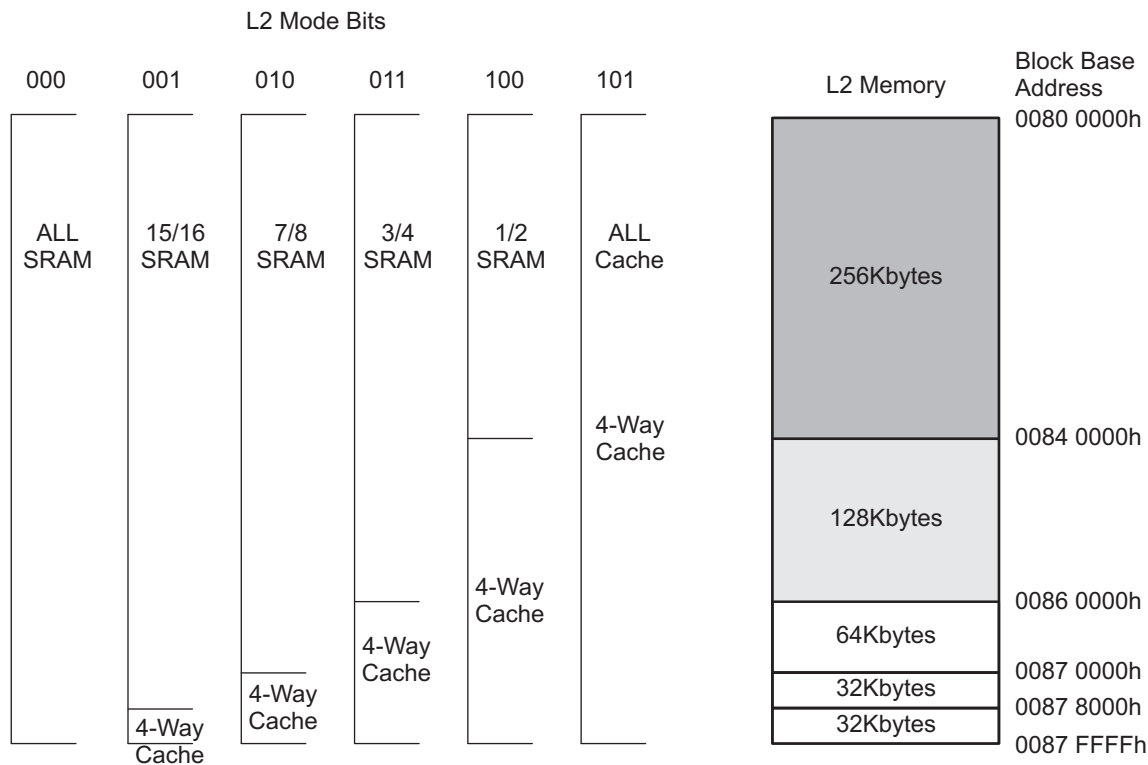 L2 Mode Bits
000
001
010
011
100
101
L2 Memory
Block Base
Address
ALL
SRAM
15/16
SRAM
7/8
SRAM
3/4
SRAM
1/2
SRAM
ALL
Cache
4-Way
Cache
4-Way
Cache
4-Way
Cache
4-Way
Cache
4-Way
Cache
0080 0000h
256Kbytes
0084 0000h
128Kbytes
0086 0000h
64Kbytes
0087 0000h
32Kbytes
0087 8000h
32Kbytes
0087 FFFFh